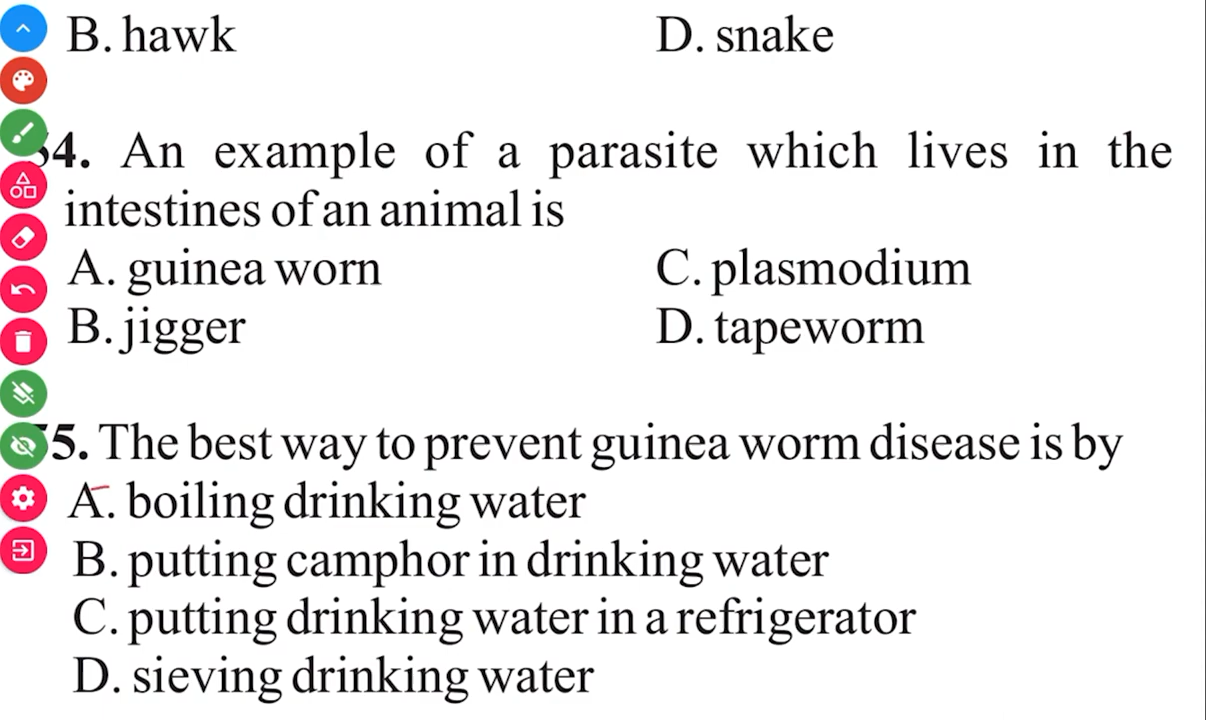 B. hawk
D. snake
4. An example of a parasite which lives in the
intestines of an animal is
A. guinea worn
C. plasmodium
B. jigger
D. tapeworm
5. The best way to prevent guinea worm disease is by
A. boiling drinking water
B. putting camphor in drinking water
C. putting drinking water in a refrigerator
D. sieving drinking water